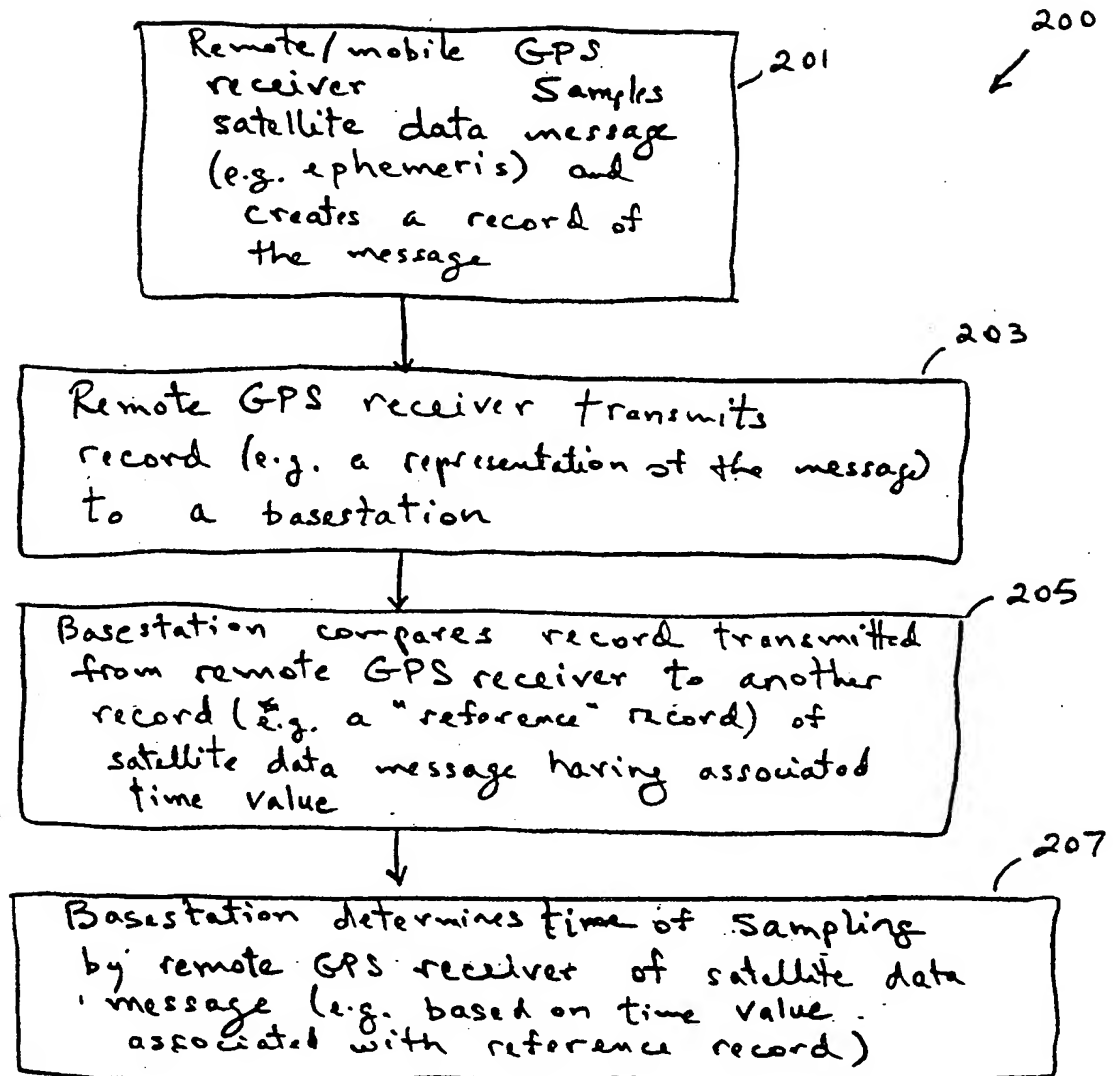 200
Remote/mobile GPS
receiver samples
satellite data message
(e.g. ephemeris) and
creates a record of
the message
201
203
Remote GPS receiver transmits
record (e.g. a representation of the message)
to a basestation
205
Basestation compares record transmitted
from remote GPS receiver to another
record (e.g. a "reference" record) of
satellite data message having associated
time value
207
Basestation determines time of sampling
by remote GPS receiver of satellite data
message (e.g. based on time value
associated with reference record)